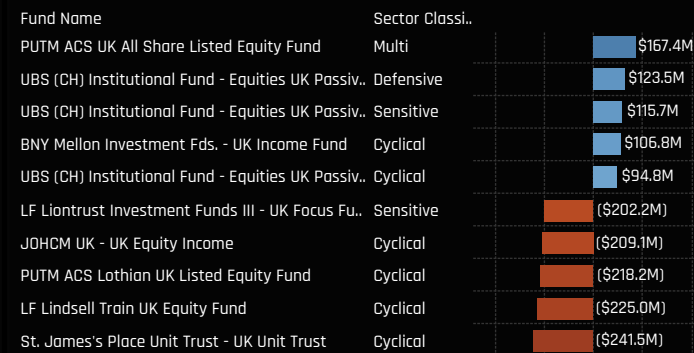 Fund Name Sector Classi..
PUTM ACS UK All Share Listed Equity Fund Multi $167.4M
UBS (CH) Institutional Fund - Equities UK Passiv.. Defensive $123.5M
UBS (CH) Institutional Fund - Equities UK Passiv.. Sensitive $115.7M
BNY Mellon Investment Fds. - UK Income Fund Cyclical $106.8M
UBS (CH) Institutional Fund - Equities UK Passiv.. Cyclical $94.8M
LF Liontrust Investment Funds III - UK Focus Fu.. Sensitive ($202.2M)
JOHCM UK - UK Equity Income Cyclical ($209.1M)
PUTM ACS Lothian UK Listed Equity Fund Cyclical ($218.2M)
LF Lindsell Train UK Equity Fund Cyclical ($225.0M)
St. James's Place Unit Trust - UK Unit Trust Cyclical ($241.5M)